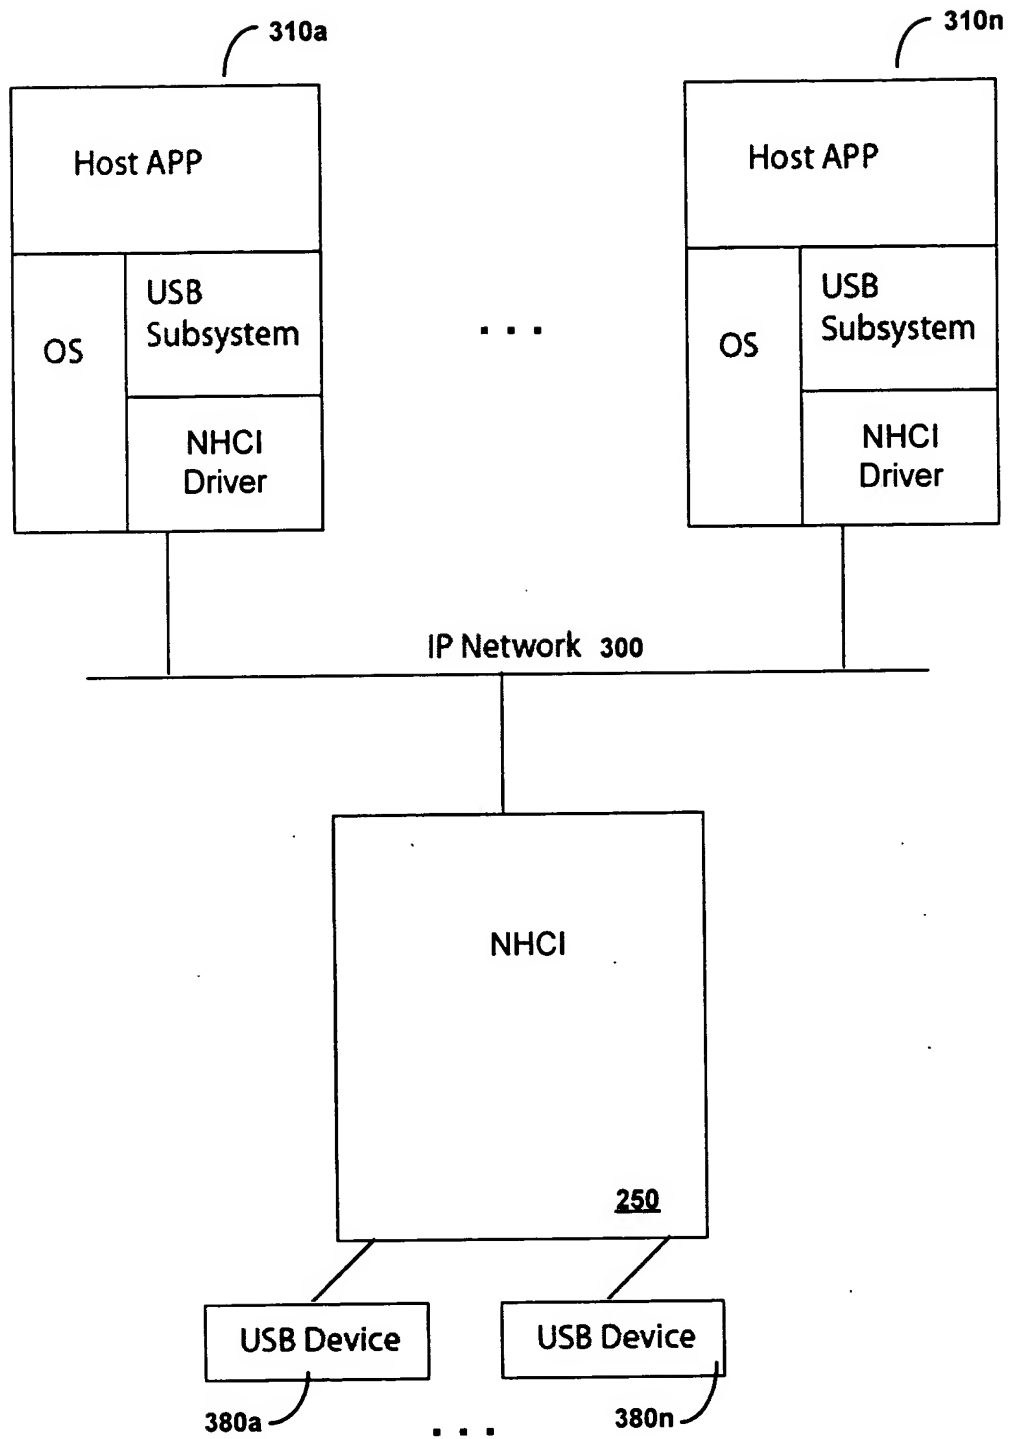 310a
310n
Host APP
Host APP
OS
USB
Subsystem
NHCI
Driver
. . .
OS
USB
Subsystem
NHCI
Driver
IP Network 300
NHCI
250
USB Device
USB Device
380a
380n
. . .